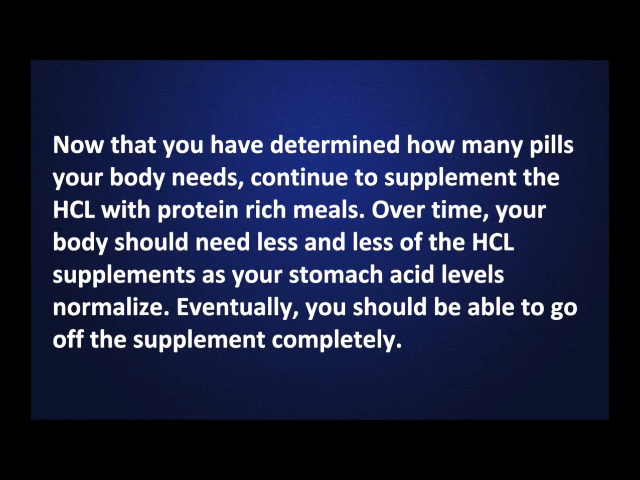 Now that you have determined how many pills
your body needs, continue to supplement the
HCL with protein rich meals. Over time, your
body should need less and less of the HCL
supplements as your stomach acid levels
normalize. Eventually, you should be able to go
off the supplement completely.